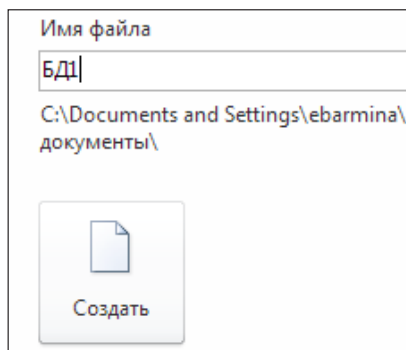 Имя файла
БД1
C:\Documents and Settings\ebarmina\
документы\
Создать